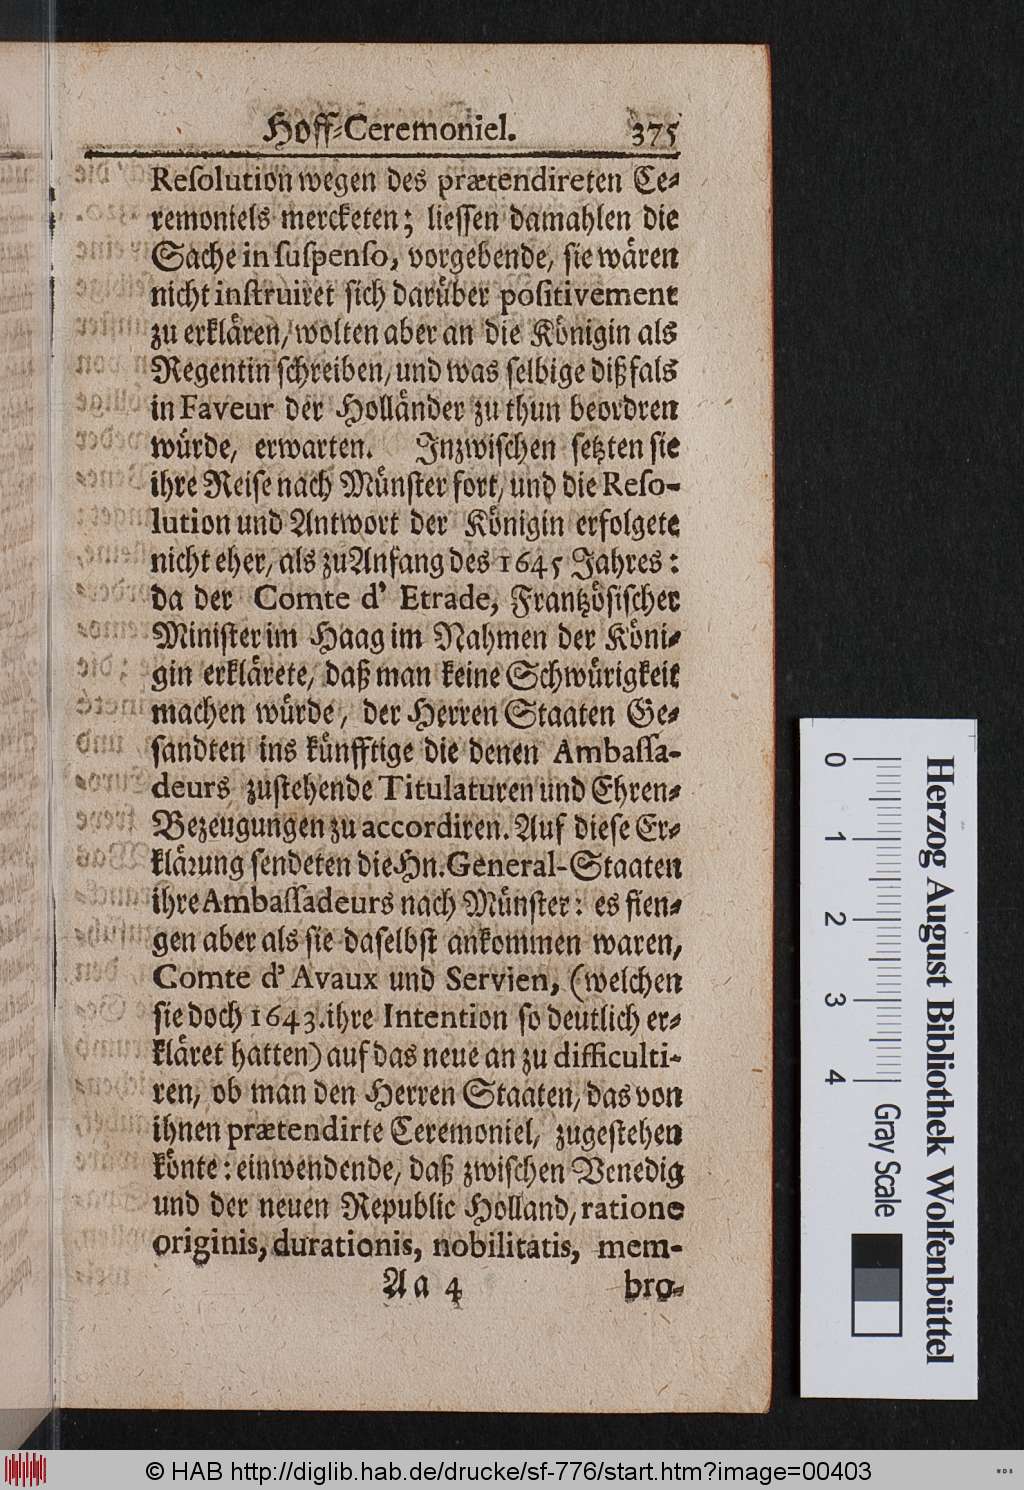 Hoff-Ceremoniel. 375
Resolution wegen des prætendireten Ce-
remoniels mercketen; liessen damahlen die
Sache in suspenso, vorgebende, sie wären
nicht instruiret sich darüber positivement
zu erklären, wolten aber an die Königin als
Regentin schreiben, und was selbige dißfals
in Faveur der Holländer zu thun beordren
würde, erwarten. Inzwischen setzten sie
ihre Reise nach Münster fort, und die Reso-
lution und Antwort der Königin erfolgete
nicht eher, als zu Anfang des 1645 Jahres:
da der Comte d' Etrade, Frantzösischer
Minister im Haag im Nahmen der Köni-
gin erklärete, daß man keine Schwürigkeit
machen würde, der Herren Staaten Ge-
sandten ins künfftige die denen Ambassa-
deurs zustehende Titulaturen und Ehren-
Bezeugungen zu accordiren. Auf diese Er-
klärung sendeten die Hn. General-Staaten
ihre Ambassadeurs nach Münster: es fien-
gen aber als sie daselbst ankommen waren,
Comte d' Avaux und Servien, (welchen
sie doch 1643. ihre Intention so deutlich er-
kläret hatten) auf das neue an zu difficulti-
ren, ob man den Herren Staaten, das von
ihnen prætendirte Ceremoniel, zugestehen
könte: einwendende, daß zwischen Venedig
und der neuen Republic Holland, ratione
originis, durationis, nobilitatis, mem-
Aa 4 bro-
0 1 2 3 4 Gray Scale
Herzog August Bibliothek Wolfenbüttel
© HAB http://diglib.hab.de/drucke/sf-776/start.htm?image=00403